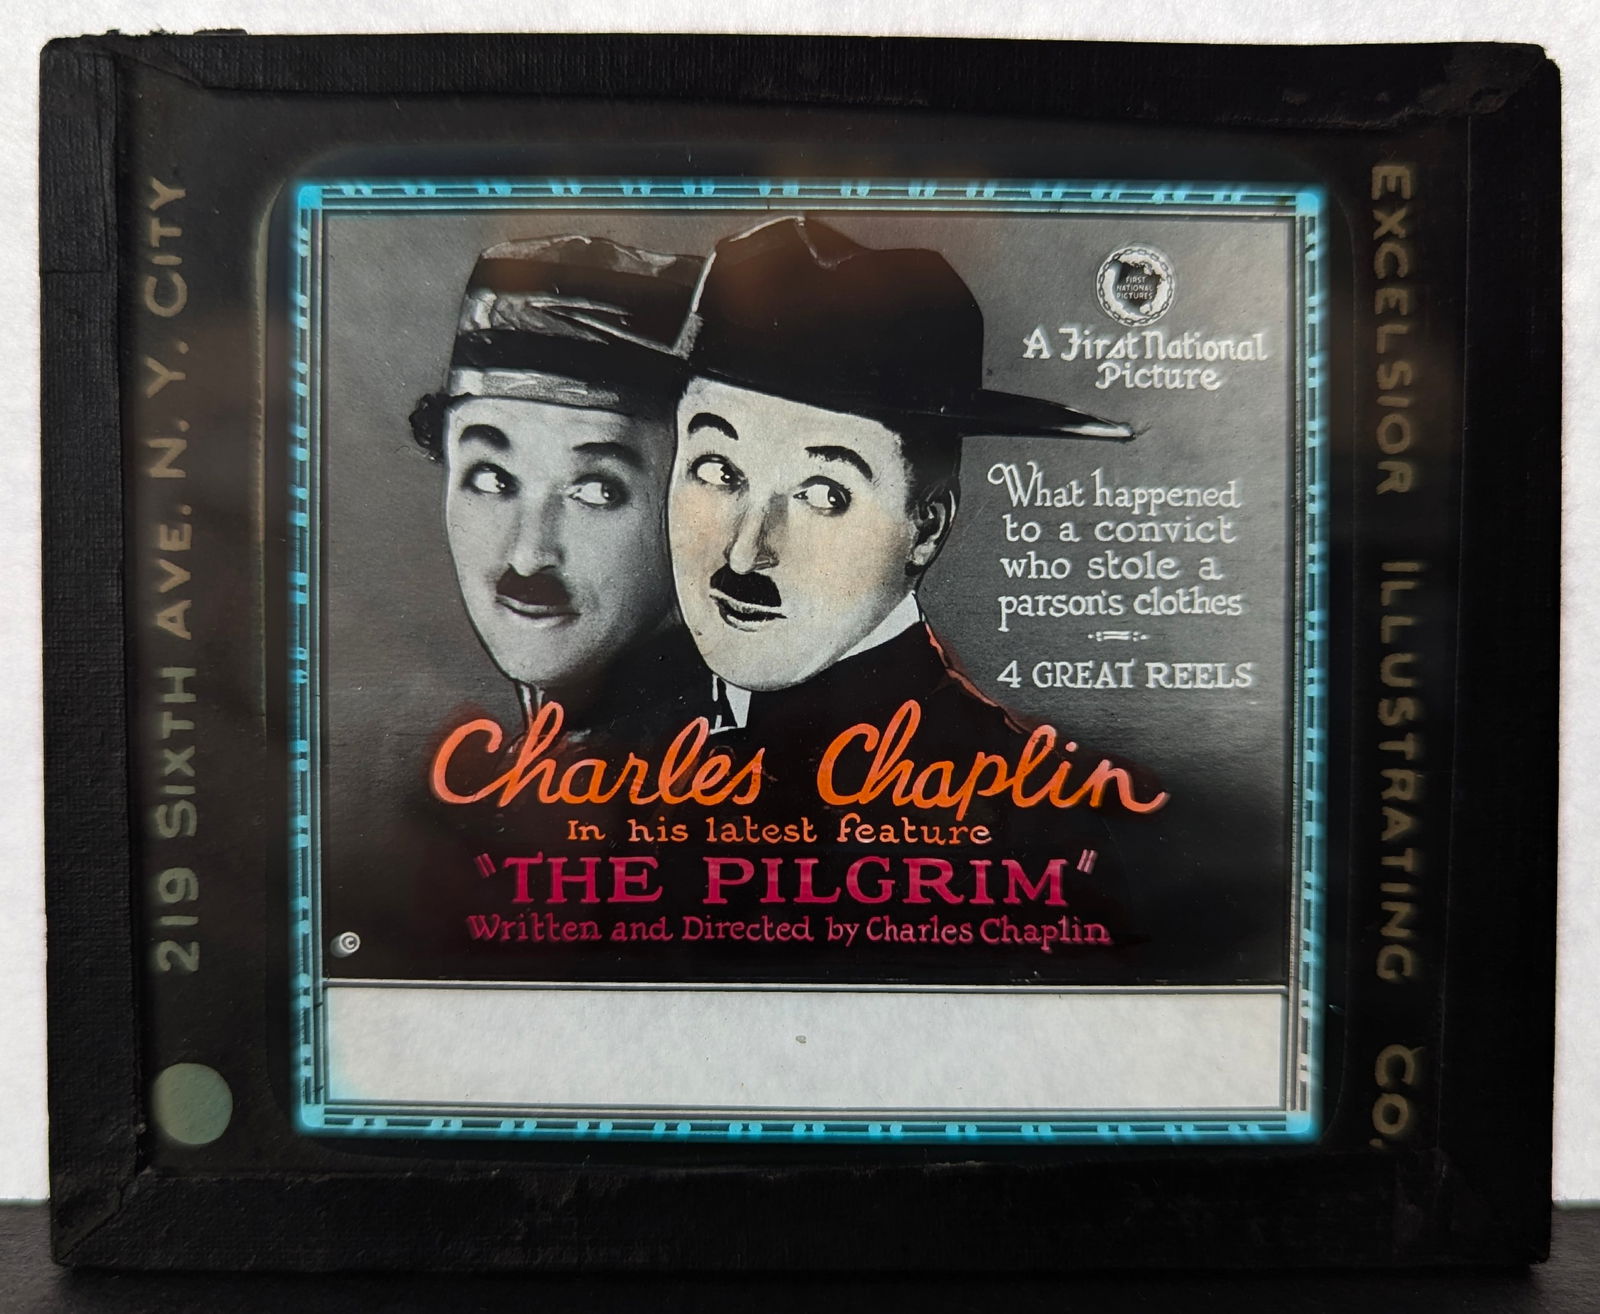 219 SIXTH AVE. N. Y. CITY
EXCELSIOR ILLUSTRATING CO.
FIRST
NATIONAL
PICTURES
A First National
Picture
What happened
to a convict
who stole a
parson's clothes
4 GREAT REELS
Charles Chaplin
In his latest feature
"THE PILGRIM"
Written and Directed by Charles Chaplin
©